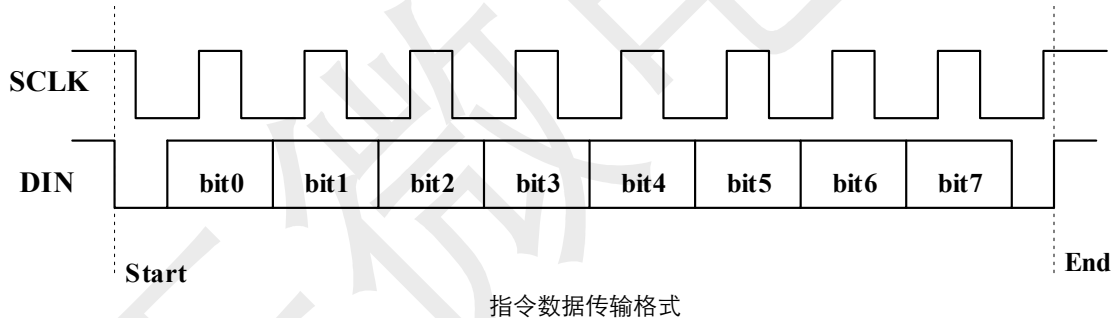 SCLK
DIN bit0 bit1 bit2 bit3 bit4 bit5 bit6 bit7
Start End
指令数据传输格式